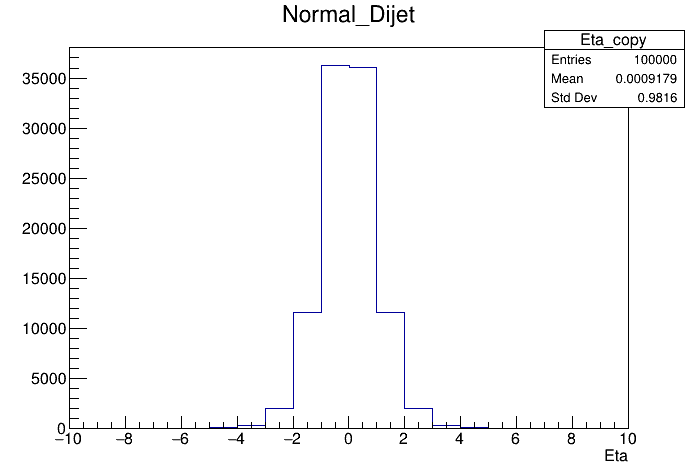 Normal_Dijet
Eta_copy
Entries 100000
Mean 0.0009179
Std Dev 0.9816
35000
30000
25000
20000
15000
10000
5000
0
−10 −8 −6 −4 −2 0 2 4 6 8 10
Eta